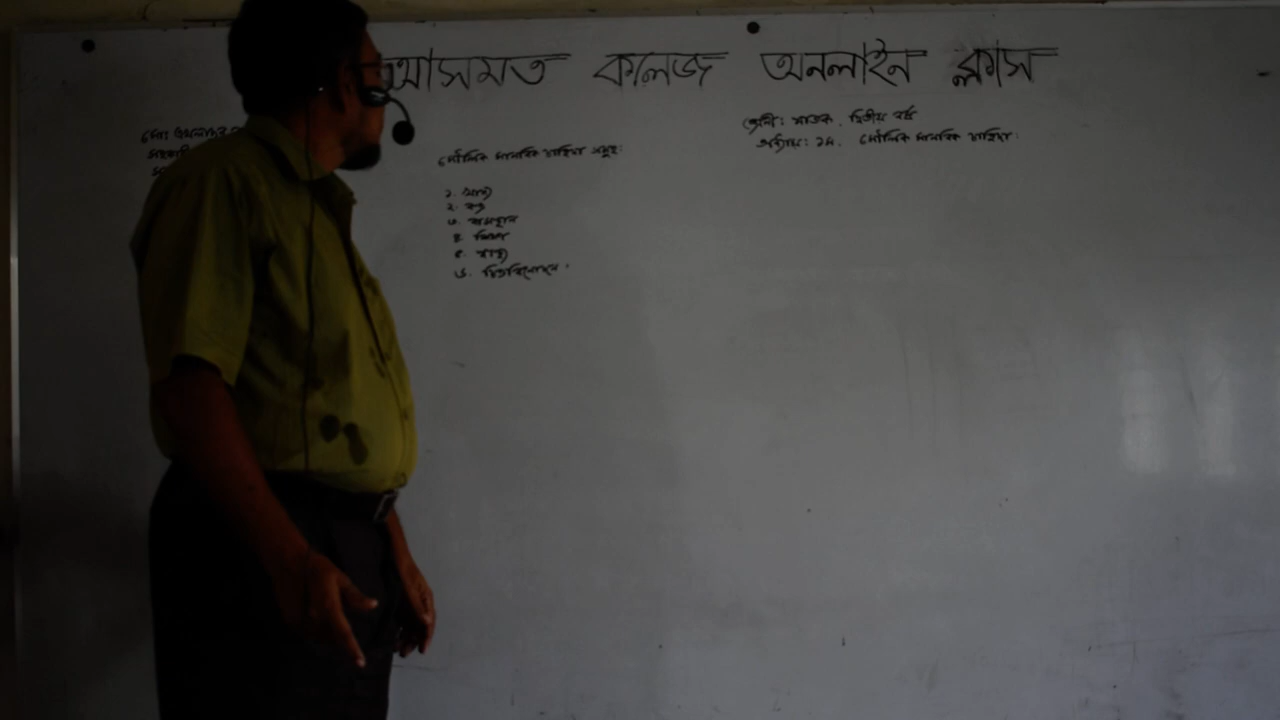 আসমত কলেজ অনলাইন ক্লাস
মোঃ
শ্রেণী: স্নাতক, দ্বিতীয় বর্ষ
অধ্যায়: ১ম. মৌলিক মানবিক চাহিদা
মৌলিক মানবিক চাহিদা সমূহ:
১. খাদ্য
২. বস্ত্র
৩. বাসস্থান
৪. শিক্ষা
৫. স্বাস্থ্য
৬. চিত্তবিনোদন